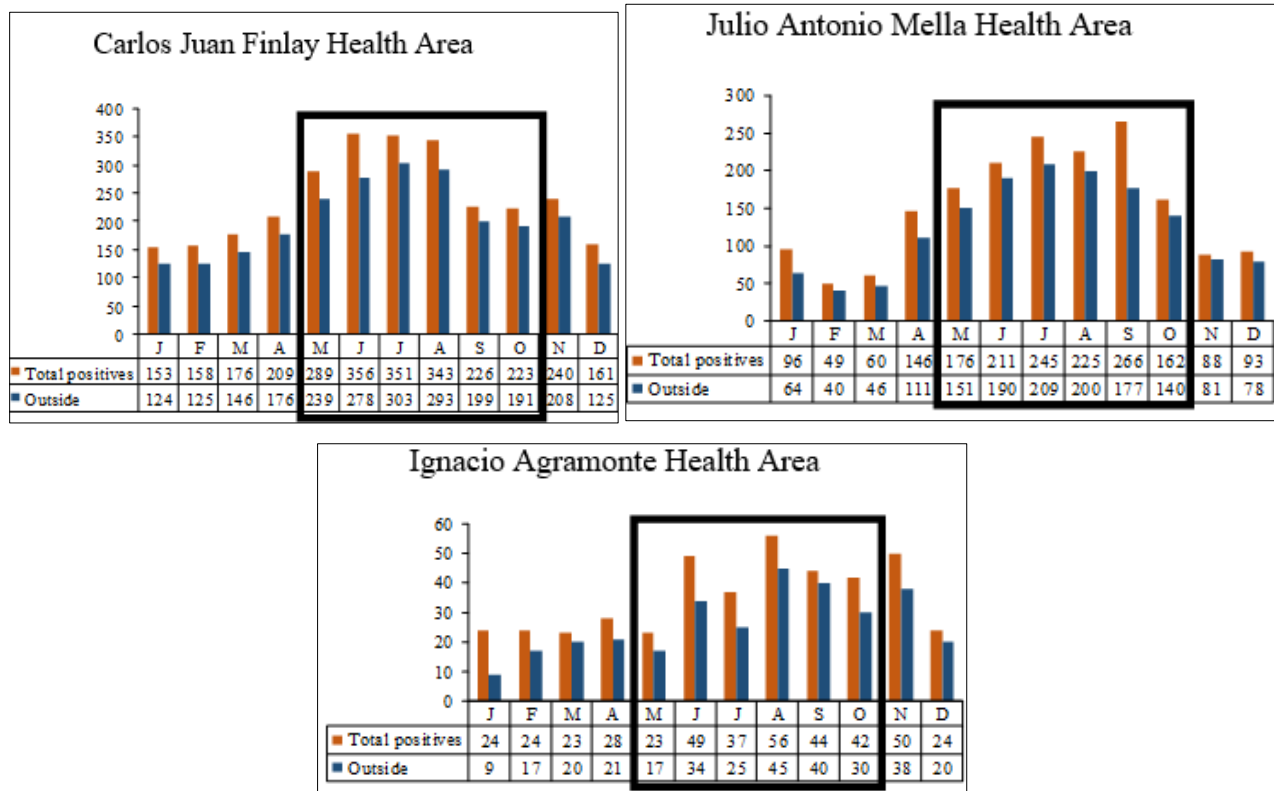 Carlos Juan Finlay Health Area
400
350
300
250
200
150
100
50
0
J F M A M J J A S O N D
Total positives 153 158 176 209 289 356 351 343 226 223 240 161
Outside 124 125 146 176 239 278 303 293 199 191 208 125
Julio Antonio Mella Health Area
300
250
200
150
100
50
0
J F M A M J J A S O N D
Total positives 96 49 60 146 176 211 245 225 266 162 88 93
Outside 64 40 46 111 151 190 209 200 177 140 81 78
Ignacio Agramonte Health Area
60
50
40
30
20
10
0
J F M A M J J A S O N D
Total positives 24 24 23 28 23 49 37 56 44 42 50 24
Outside 9 17 20 21 17 34 25 45 40 30 38 20